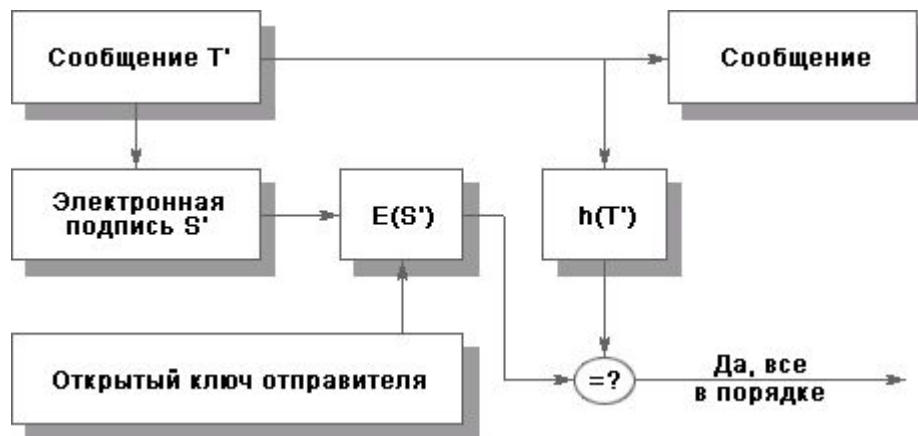 Сообщение T'
Сообщение
Электронная
подпись S'
E(S')
h(T')
Открытый ключ отправителя
=?
Да, все
в порядке